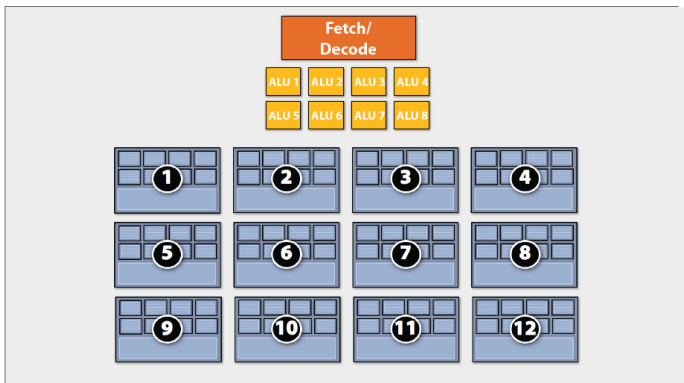 Fetch/
Decode
ALU 1 ALU 2 ALU 3 ALU 4
ALU 5 ALU 6 ALU 7 ALU 8
1 2 3 4
5 6 7 8
9 10 11 12